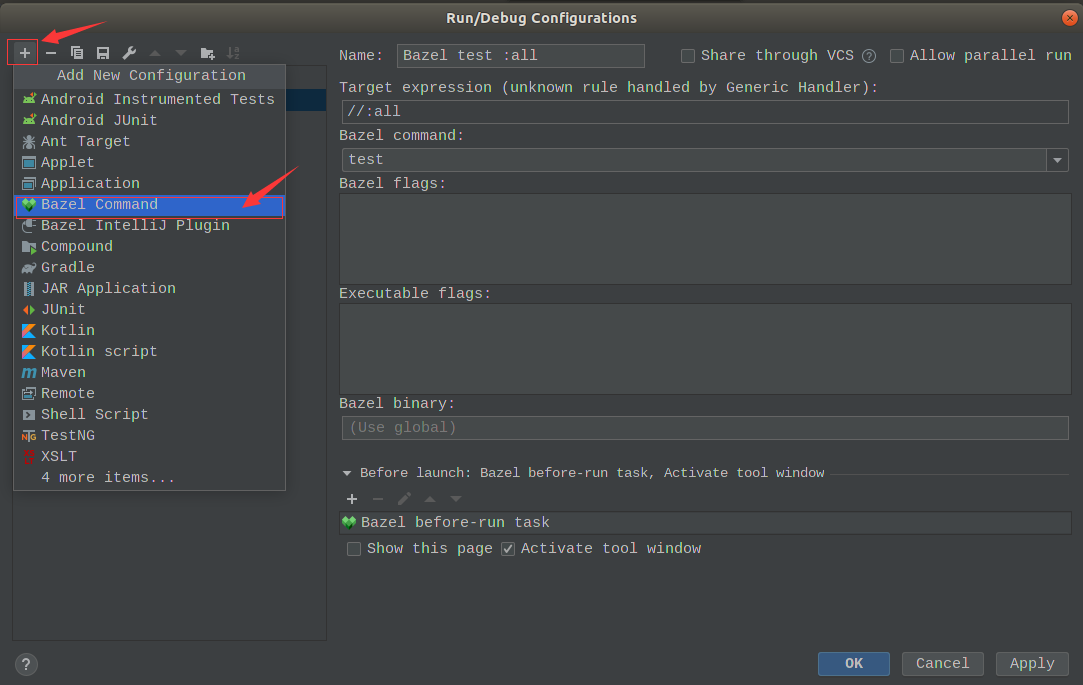 Run/Debug Configurations
Add New Configuration
Android Instrumented Tests
Android JUnit
Ant Target
Applet
Application
Bazel Command
Bazel IntelliJ Plugin
Compound
Gradle
JAR Application
JUnit
Kotlin
Kotlin script
Maven
Remote
Shell Script
TestNG
XSLT
4 more items...
Name: Bazel test :all Share through VCS ? Allow parallel run
Target expression (unknown rule handled by Generic Handler):
//:all
Bazel command:
test
Bazel flags:
Executable flags:
Bazel binary:
(Use global)
Before launch: Bazel before-run task, Activate tool window
Bazel before-run task
Show this page Activate tool window
? OK Cancel Apply